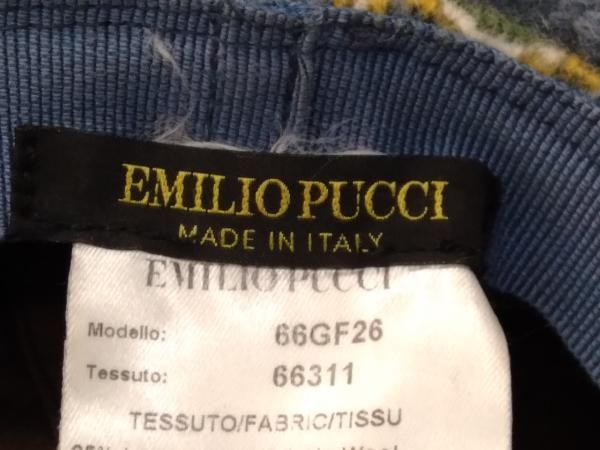 EMILIO PUCCI
MADE IN ITALY
EMILIO PUCCI
Modello: 66GF26
Tessuto: 66311
TESSUTO/FABRIC/TISSU